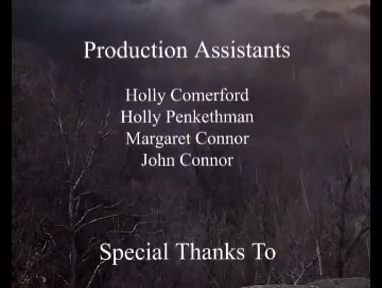 Production Assistants
Holly Comerford
Holly Penkethman
Margaret Connor
John Connor
Special Thanks To